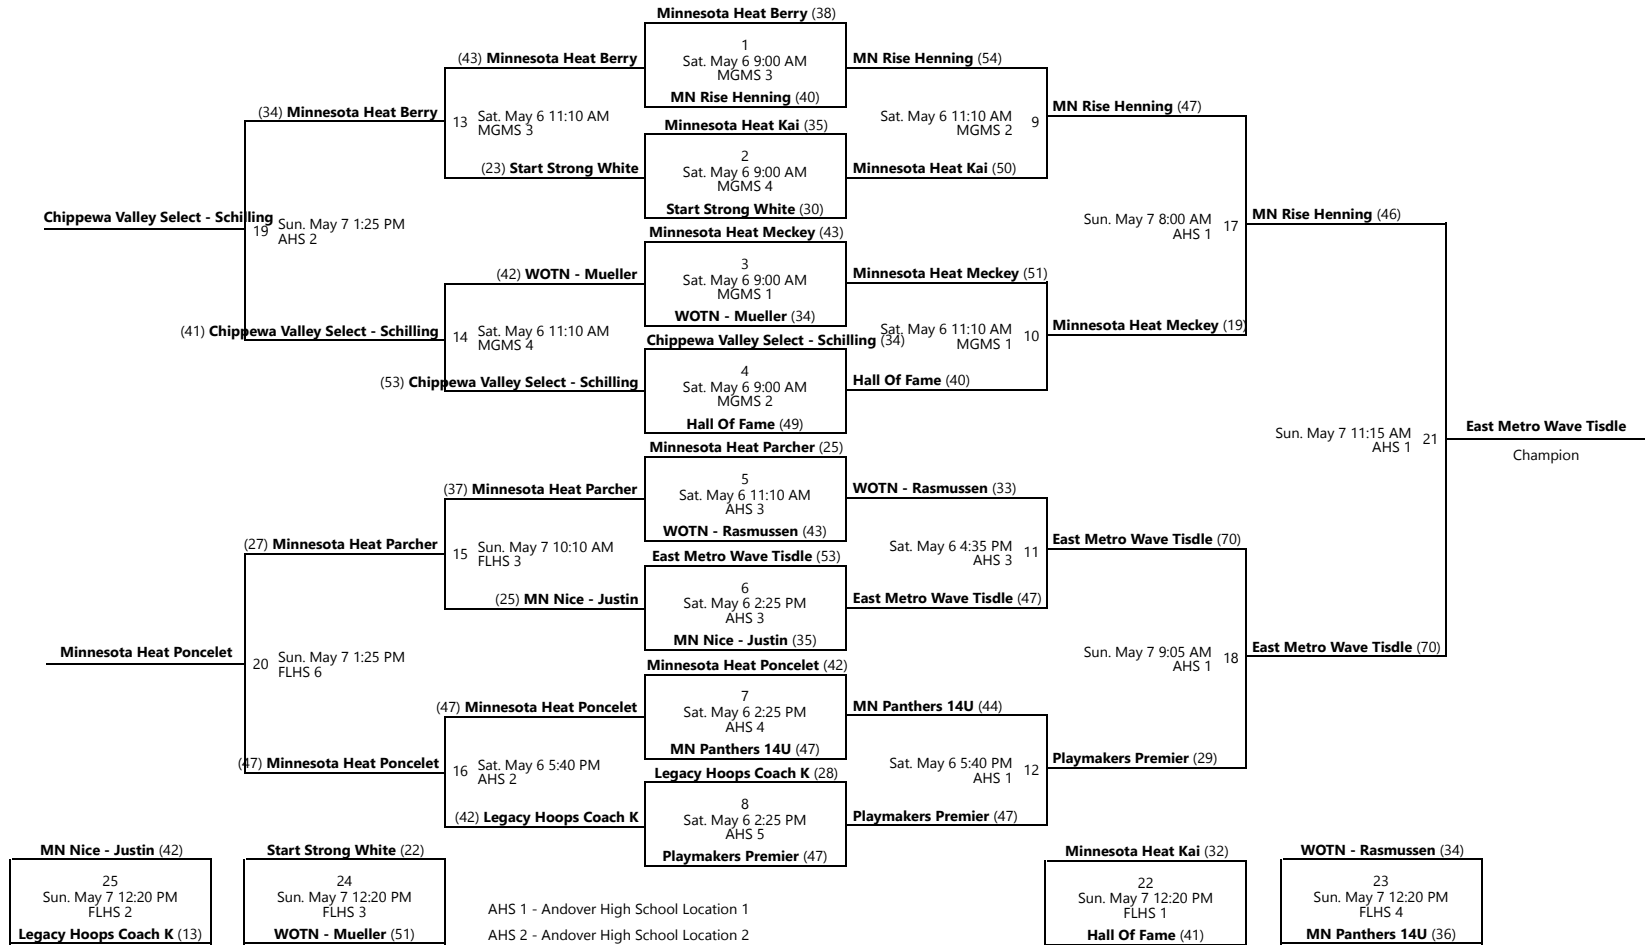 Minnesota Heat Berry (38)
1
Sat. May 6 9:00 AM
MGMS 3
MN Rise Henning (40)
Minnesota Heat Kai (35)
2
Sat. May 6 9:00 AM
MGMS 4
Start Strong White (30)
Minnesota Heat Meckey (43)
3
Sat. May 6 9:00 AM
MGMS 1
WOTN - Mueller (34)
Chippewa Valley Select - Schilling (34)
4
Sat. May 6 9:00 AM
MGMS 2
Hall Of Fame (49)
Minnesota Heat Parcher (25)
5
Sat. May 6 11:10 AM
AHS 3
WOTN - Rasmussen (43)
East Metro Wave Tisdle (53)
6
Sat. May 6 2:25 PM
AHS 3
MN Nice - Justin (35)
Minnesota Heat Poncelet (42)
7
Sat. May 6 2:25 PM
AHS 4
MN Panthers 14U (47)
Legacy Hoops Coach K (28)
8
Sat. May 6 2:25 PM
AHS 5
Playmakers Premier (47)
(43) Minnesota Heat Berry
13 Sat. May 6 11:10 AM
MGMS 3
(23) Start Strong White
(42) WOTN - Mueller
14 Sat. May 6 11:10 AM
MGMS 4
(53) Chippewa Valley Select - Schilling
(37) Minnesota Heat Parcher
15 Sun. May 7 10:10 AM
FLHS 3
(25) MN Nice - Justin
(47) Minnesota Heat Poncelet
16 Sat. May 6 5:40 PM
AHS 2
(42) Legacy Hoops Coach K
(34) Minnesota Heat Berry
19 Sun. May 7 1:25 PM
AHS 2
(41) Chippewa Valley Select - Schilling
(27) Minnesota Heat Parcher
20 Sun. May 7 1:25 PM
FLHS 6
(47) Minnesota Heat Poncelet
Chippewa Valley Select - Schilling
Minnesota Heat Poncelet
MN Rise Henning (54)
Sat. May 6 11:10 AM 9
MGMS 2
Minnesota Heat Kai (50)
Minnesota Heat Meckey (51)
Sat. May 6 11:10 AM 10
MGMS 1
Hall Of Fame (40)
WOTN - Rasmussen (33)
Sat. May 6 4:35 PM 11
AHS 3
East Metro Wave Tisdle (47)
MN Panthers 14U (44)
Sat. May 6 5:40 PM 12
AHS 1
Playmakers Premier (47)
MN Rise Henning (47)
Sun. May 7 8:00 AM 17
AHS 1
Minnesota Heat Meckey (19)
East Metro Wave Tisdle (70)
Sun. May 7 9:05 AM 18
AHS 1
Playmakers Premier (29)
MN Rise Henning (46)
Sun. May 7 11:15 AM 21
AHS 1
East Metro Wave Tisdle (70)
East Metro Wave Tisdle
Champion
MN Nice - Justin (42)
25
Sun. May 7 12:20 PM
FLHS 2
Legacy Hoops Coach K (13)
Start Strong White (22)
24
Sun. May 7 12:20 PM
FLHS 3
WOTN - Mueller (51)
AHS 1 - Andover High School Location 1
AHS 2 - Andover High School Location 2
Minnesota Heat Kai (32)
22
Sun. May 7 12:20 PM
FLHS 1
Hall Of Fame (41)
WOTN - Rasmussen (34)
23
Sun. May 7 12:20 PM
FLHS 4
MN Panthers 14U (36)